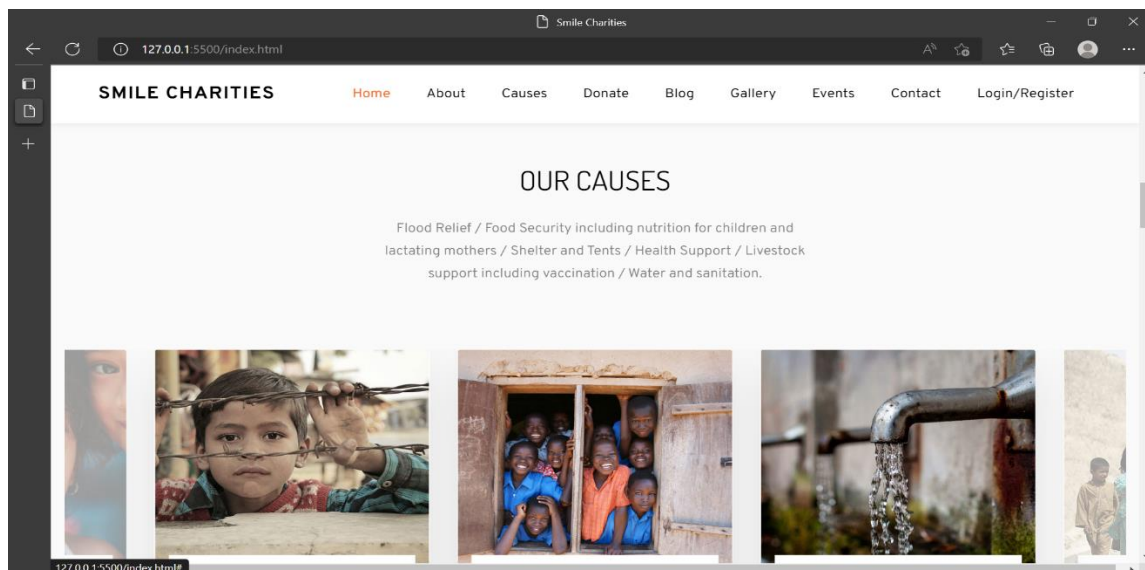 Smile Charities
127.0.0.1:5500/index.html
SMILE CHARITIES Home About Causes Donate Blog Gallery Events Contact Login/Register
OUR CAUSES
Flood Relief / Food Security including nutrition for children and
lactating mothers / Shelter and Tents / Health Support / Livestock
support including vaccination / Water and sanitation.
127.0.0.1:5500/index.html#